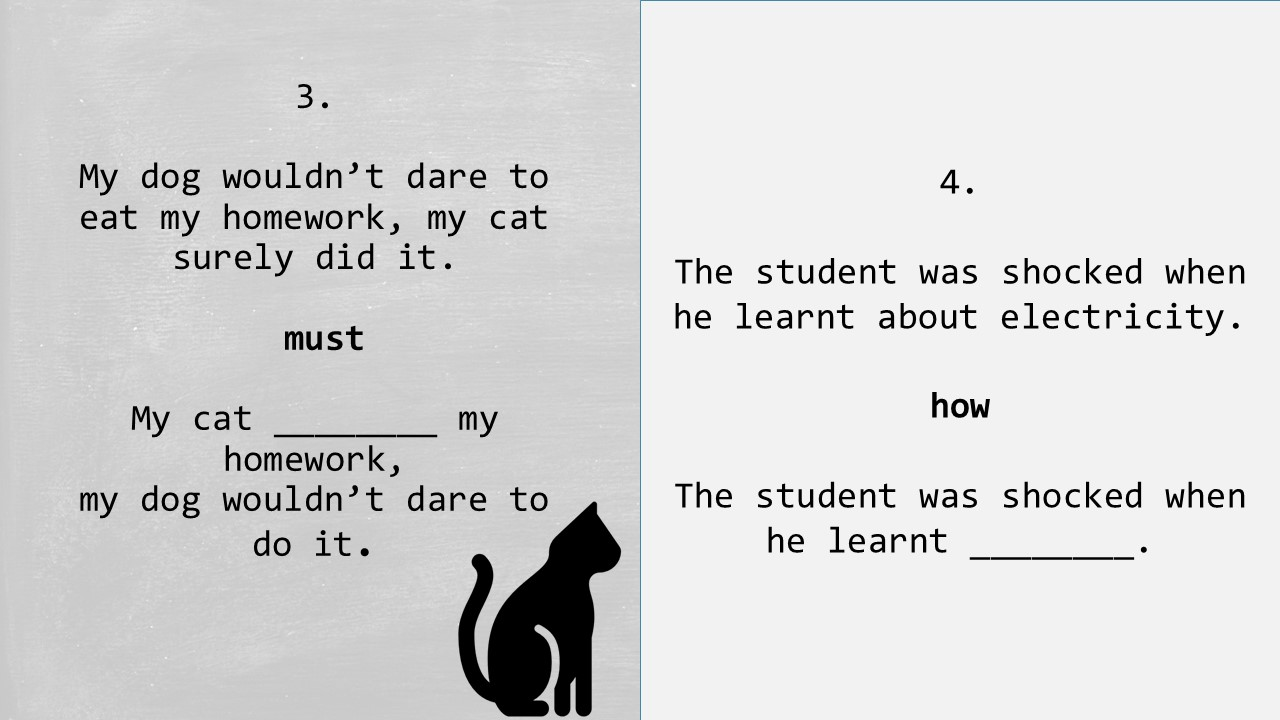 3.
My dog wouldn’t dare to
eat my homework, my cat
surely did it.
must
My cat ________ my
homework,
my dog wouldn’t dare to
do it.
4.
The student was shocked when
he learnt about electricity.
how
The student was shocked when
he learnt ________.